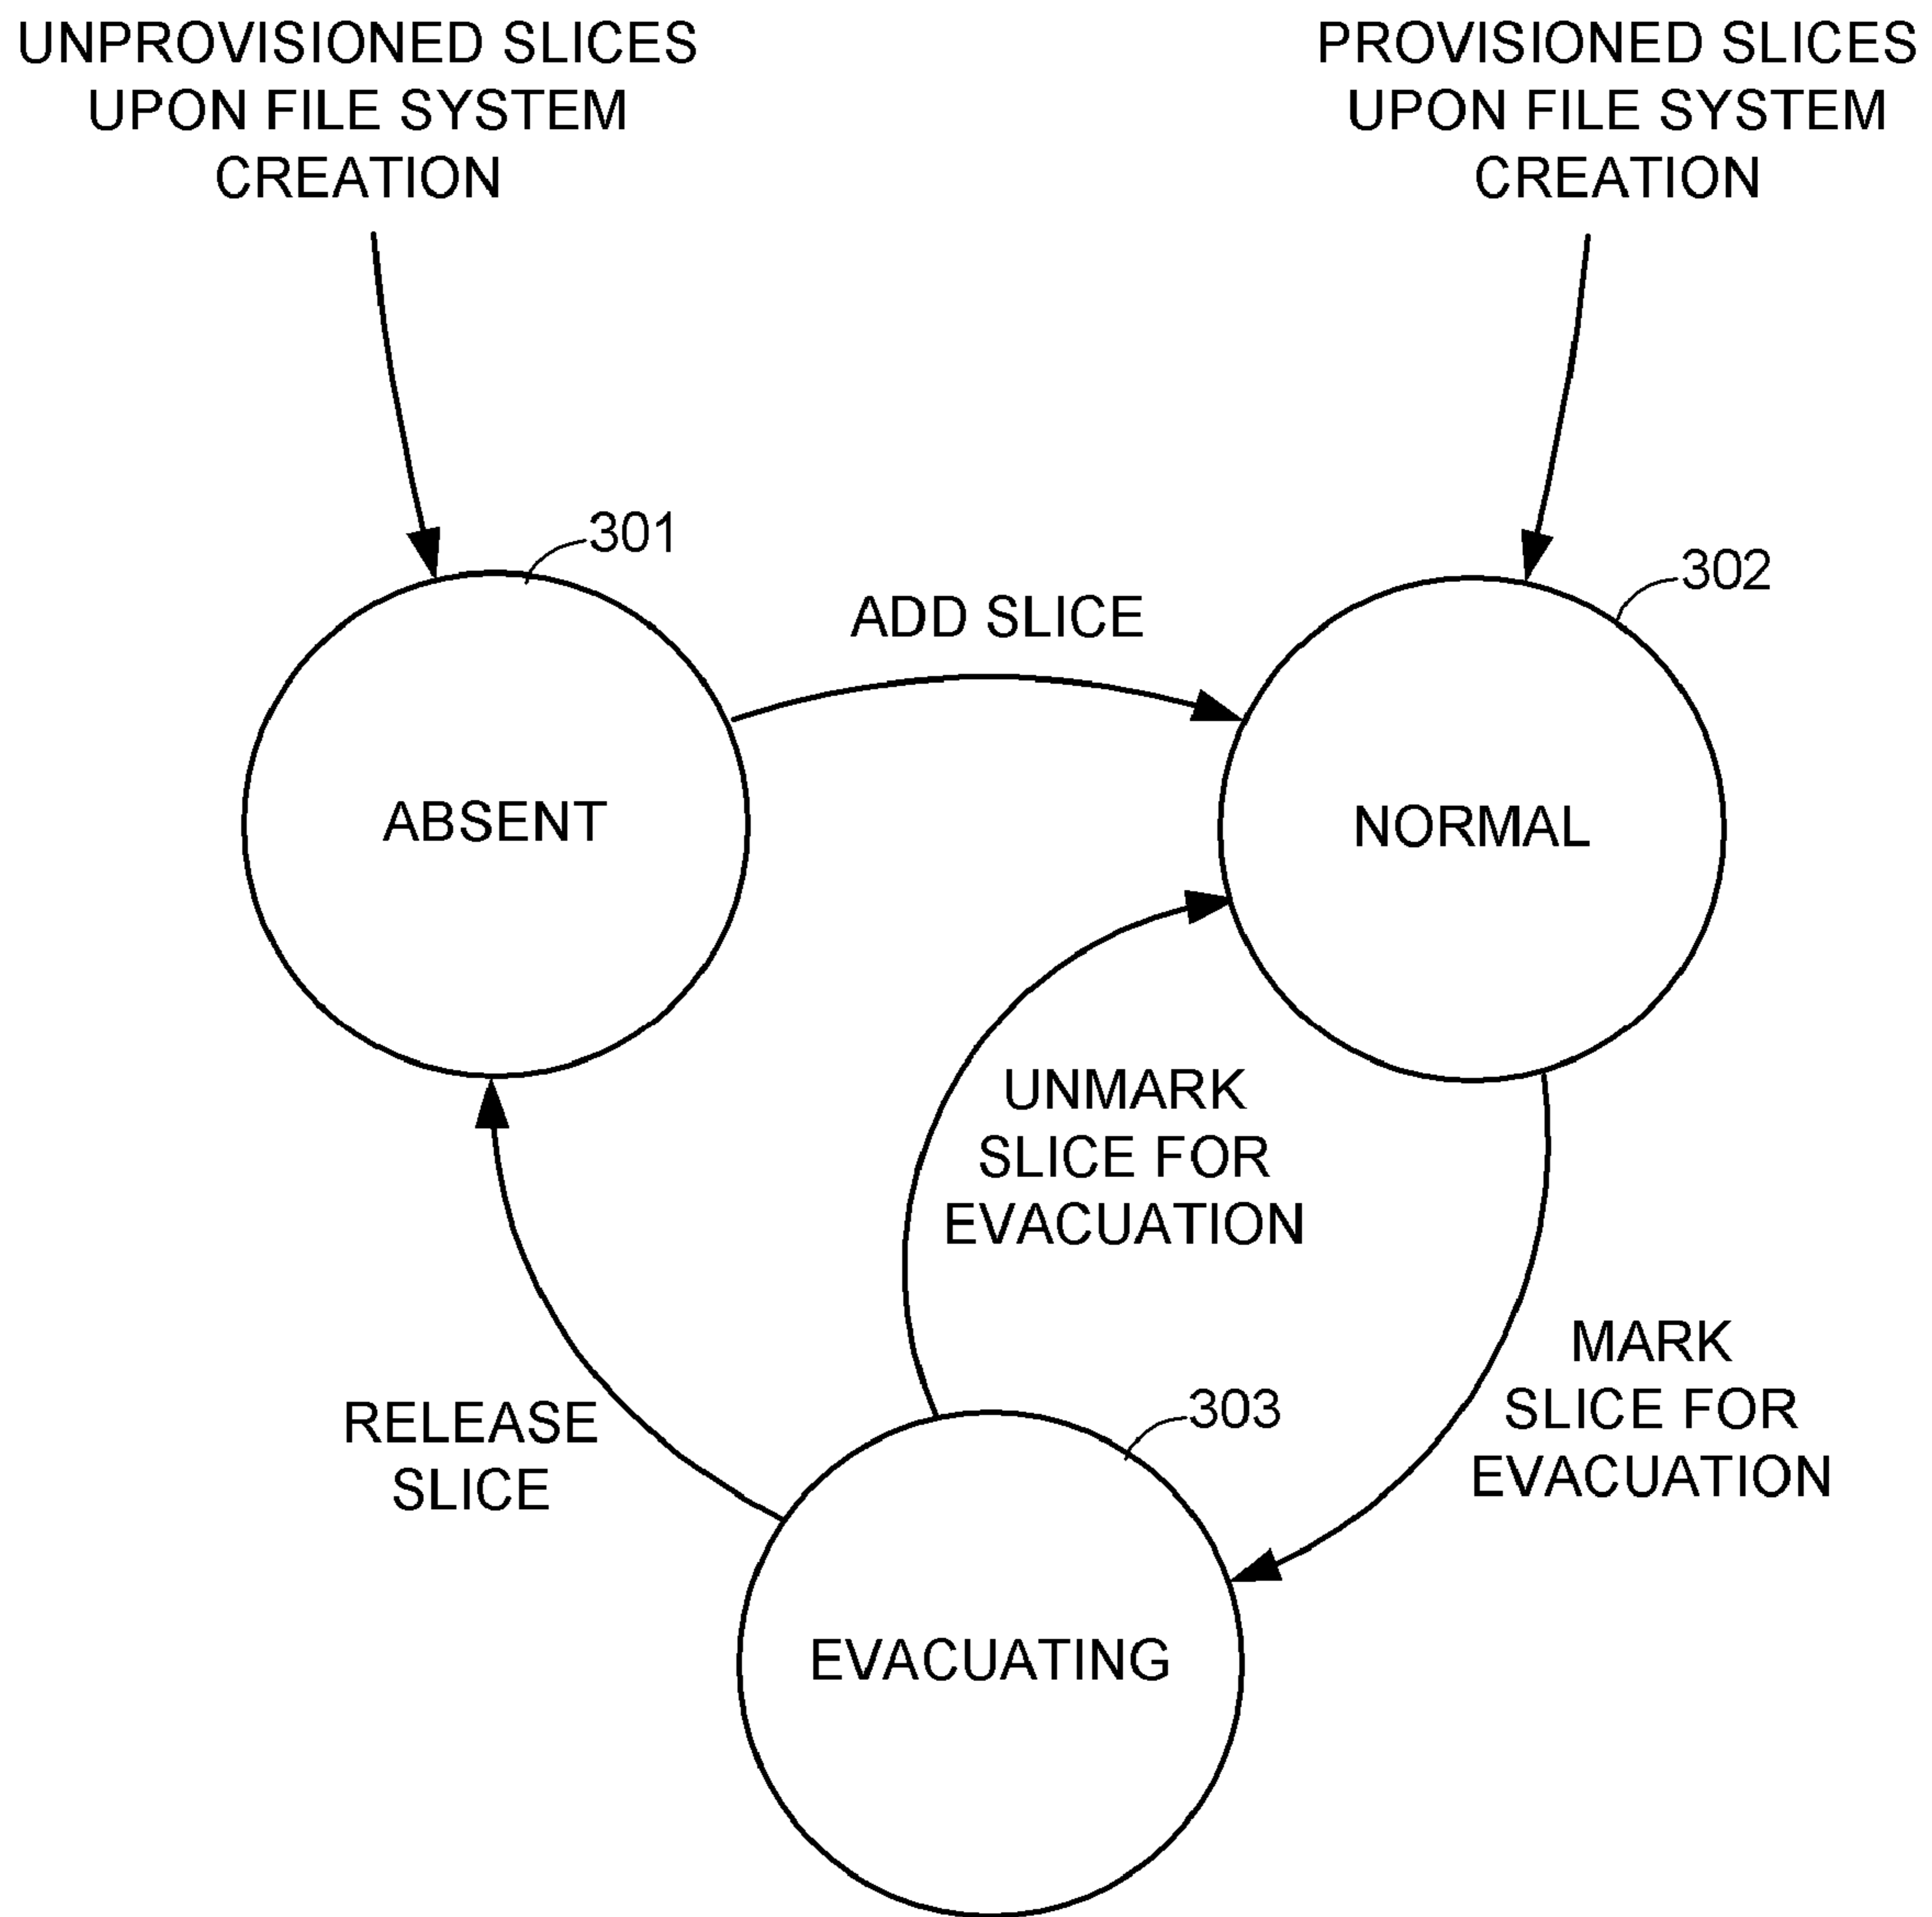 UNPROVISIONED SLICES
UPON FILE SYSTEM
CREATION
PROVISIONED SLICES
UPON FILE SYSTEM
CREATION
301
302
ADD SLICE
ABSENT
NORMAL
UNMARK
SLICE FOR
EVACUATION
MARK
SLICE FOR
EVACUATION
RELEASE
SLICE
303
EVACUATING